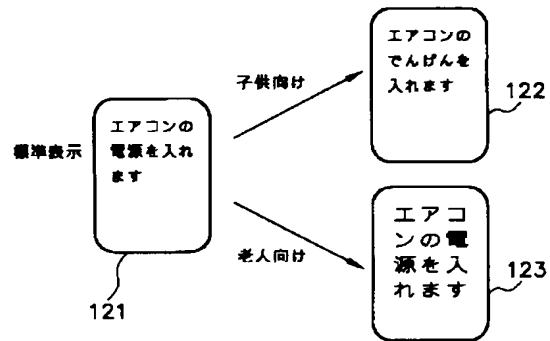 エアコンの
でんげんを
入れます
122
子供向け
標準表示
エアコンの
電源を入れ
ます
121
老人向け
エアコ
ンの電
源を入
れます
123